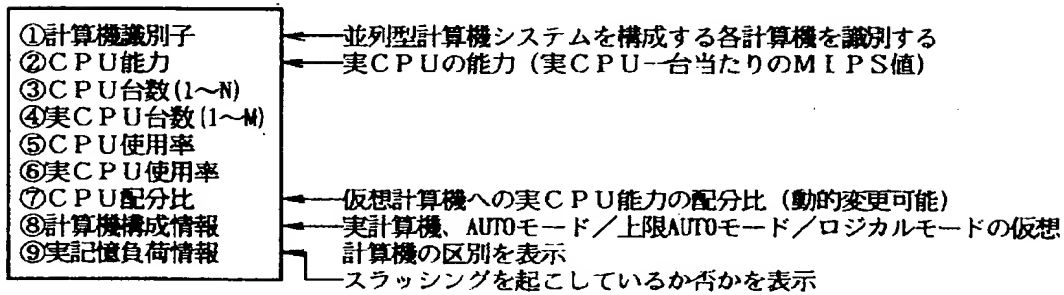 ①計算機識別子 並列型計算機システムを構成する各計算機を識別する
②CPU能力 実CPUの能力(実CPU一台当たりのMIPS値)
③CPU台数(1~N)
④実CPU台数(1~M)
⑤CPU使用率
⑥実CPU使用率
⑦CPU配分比 仮想計算機への実CPU能力の配分比(動的変更可能)
⑧計算機構成情報 実計算機、AUTOモード/上限AUTOモード/ロジカルモードの仮想
⑨実記憶負荷情報 計算機の区別を表示
スラッシングを起こしているか否かを表示